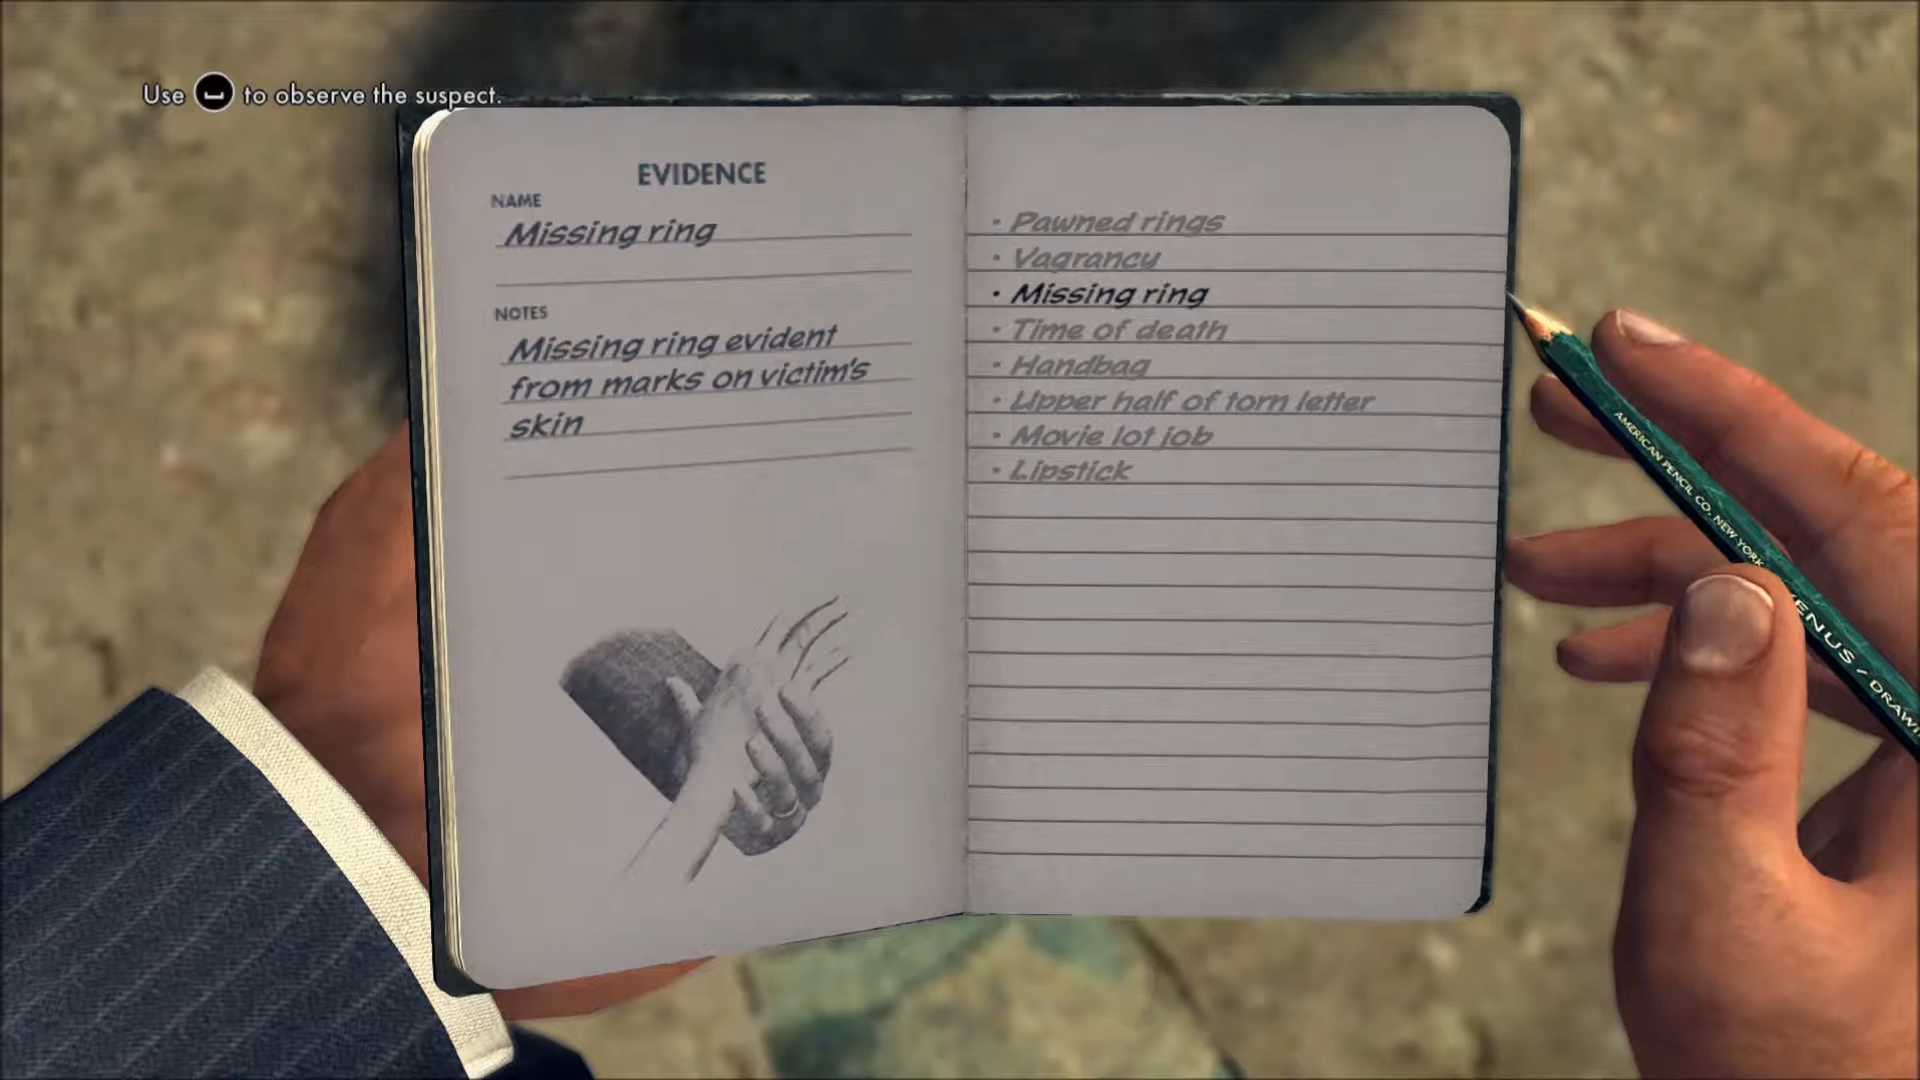 Use to observe the suspect.
EVIDENCE
NAME
Missing ring
NOTES
Missing ring evident
from marks on victim's
skin
• Pawned rings
• Vagrancy
• Missing ring
• Time of death
• Handbag
• Upper half of torn letter
• Movie lot job
• Lipstick
AMERICAN PENCIL CO. NEW YORK
VENUS / DRAWI